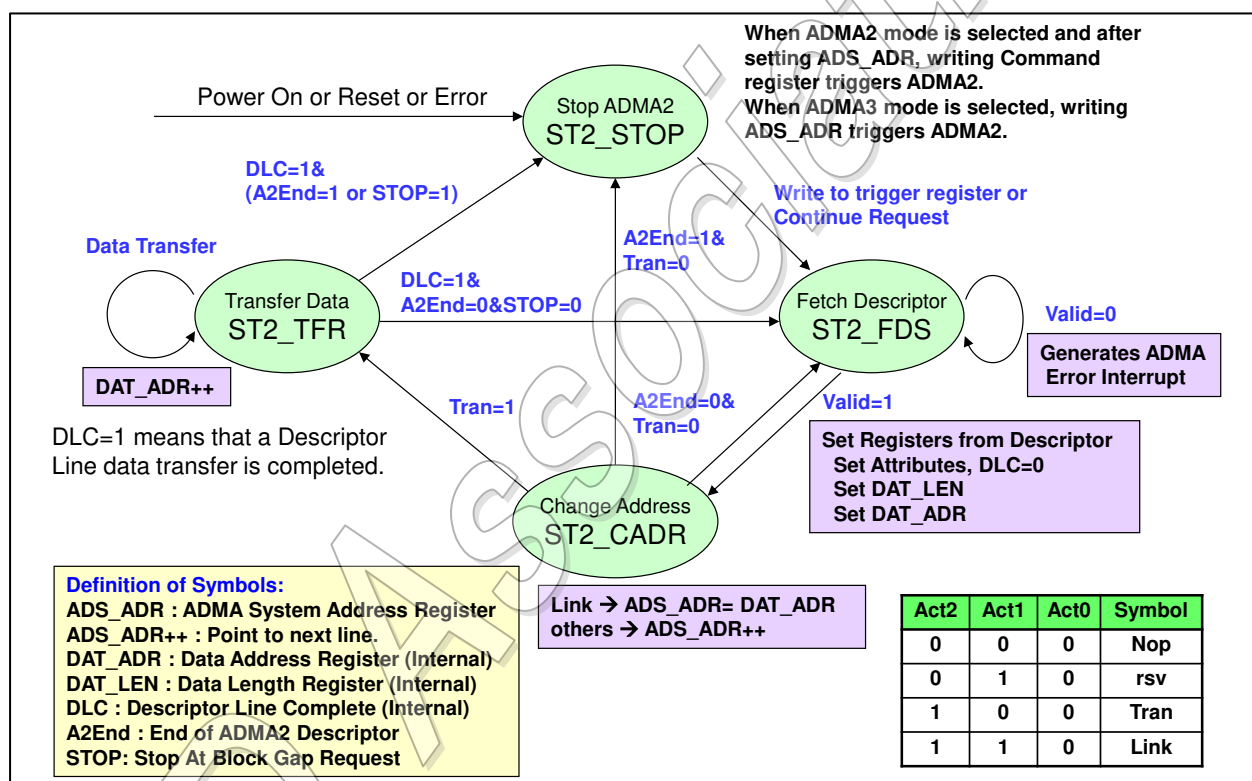 When ADMA2 mode is selected and after
setting ADS_ADR, writing Command
register triggers ADMA2.
When ADMA3 mode is selected, writing
ADS_ADR triggers ADMA2.
Power On or Reset or Error
Stop ADMA2
ST2_STOP
DLC=1&
(A2End=1 or STOP=1)
Write to trigger register or
Continue Request
Data Transfer
A2End=1&
Tran=0
DLC=1&
A2End=0&STOP=0
Transfer Data
ST2_TFR
Fetch Descriptor
ST2_FDS
Valid=0
Generates ADMA
Error Interrupt
DAT_ADR++
Tran=1
A2End=0&
Tran=0
Valid=1
DLC=1 means that a Descriptor
Line data transfer is completed.
Set Registers from Descriptor
Set Attributes, DLC=0
Set DAT_LEN
Set DAT_ADR
Change Address
ST2_CADR
Link → ADS_ADR= DAT_ADR
others → ADS_ADR++
Definition of Symbols:
ADS_ADR : ADMA System Address Register
ADS_ADR++ : Point to next line.
DAT_ADR : Data Address Register (Internal)
DAT_LEN : Data Length Register (Internal)
DLC : Descriptor Line Complete (Internal)
A2End : End of ADMA2 Descriptor
STOP: Stop At Block Gap Request
Act2 Act1 Act0 Symbol
0 0 0 Nop
0 1 0 rsv
1 0 0 Tran
1 1 0 Link